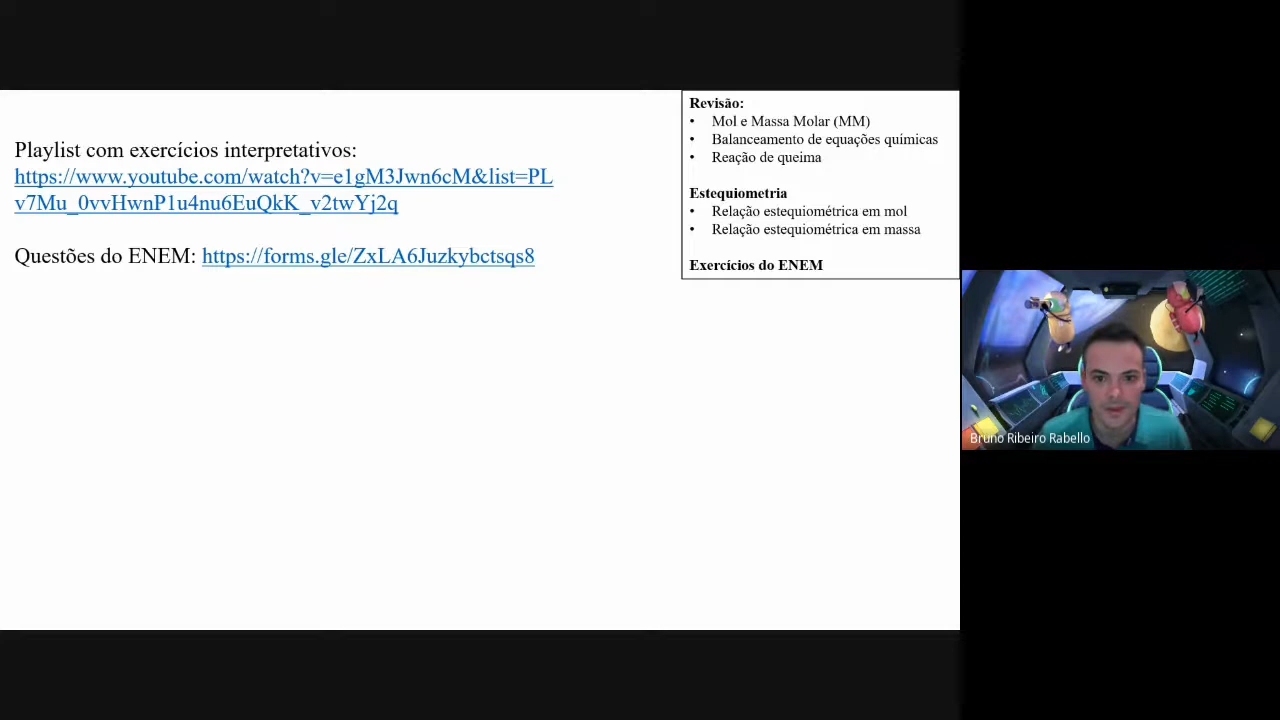 Playlist com exercícios interpretativos:
https://www.youtube.com/watch?v=e1gM3Jwn6cM&list=PL
v7Mu_0vvHwnP1u4nu6EuQkK_v2twYj2q
Questões do ENEM: https://forms.gle/ZxLA6Juzkybctsqs8
Revisão:
• Mol e Massa Molar (MM)
• Balanceamento de equações químicas
• Reação de queima
Estequiometria
• Relação estequiométrica em mol
• Relação estequiométrica em massa
Exercícios do ENEM
Bruno Ribeiro Rabello